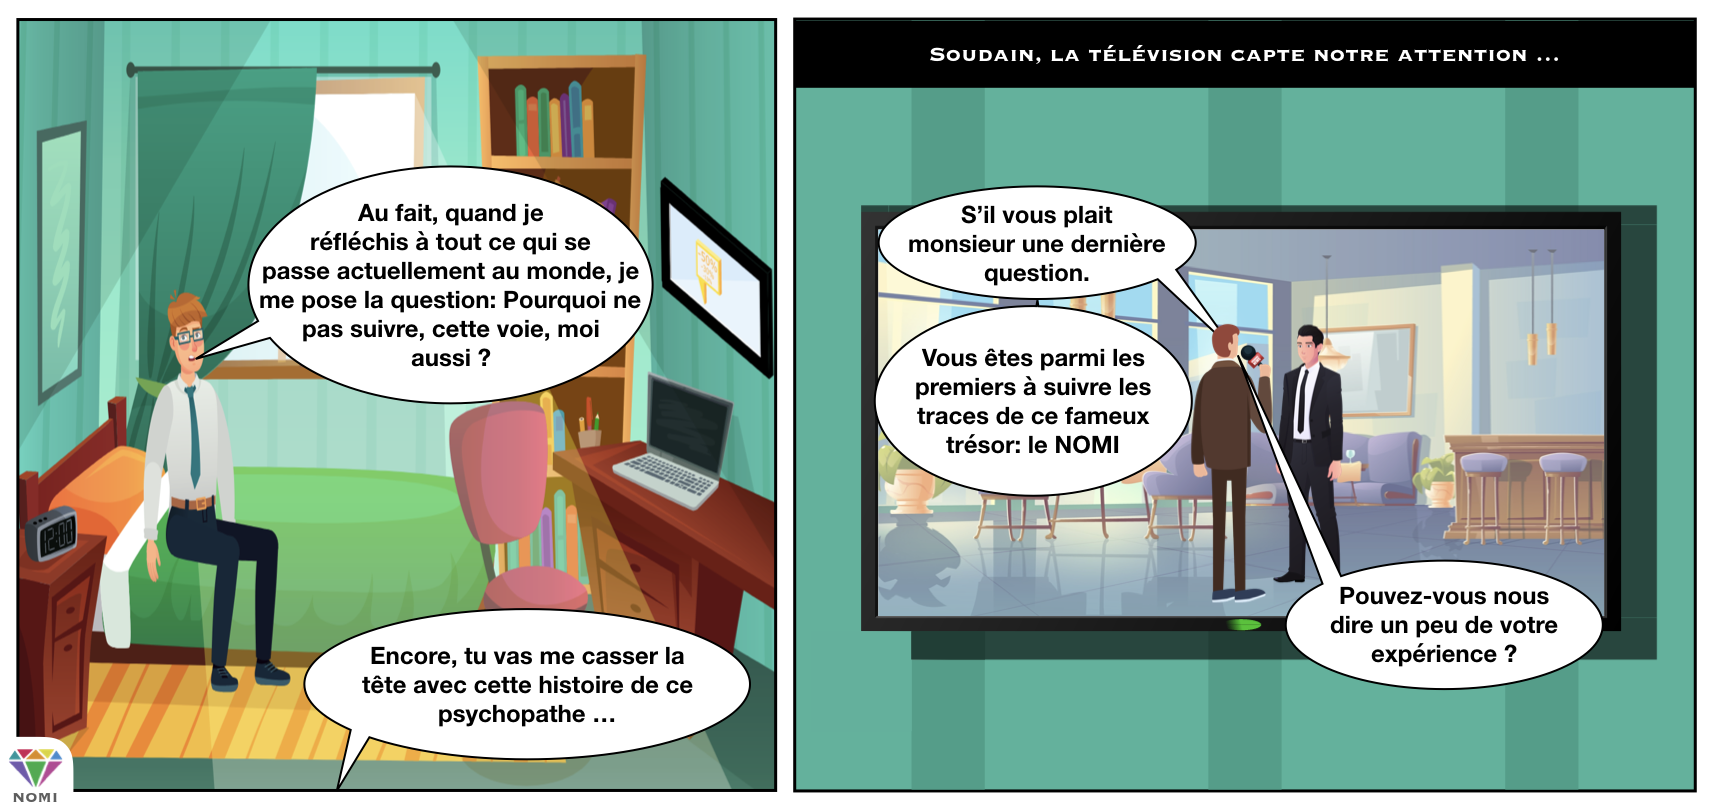 Au fait, quand je
réfléchis à tout ce qui se
passe actuellement au monde, je
me pose la question: Pourquoi ne
pas suivre, cette voie, moi
aussi ?
-50%
12:00
Encore, tu vas me casser la
tête avec cette histoire de ce
psychopathe …
NOMI
Soudain, la télévision capte notre attention …
S’il vous plait
monsieur une dernière
question.
Vous êtes parmi les
premiers à suivre les
traces de ce fameux
trésor: le NOMI
Pouvez-vous nous
dire un peu de votre
expérience ?